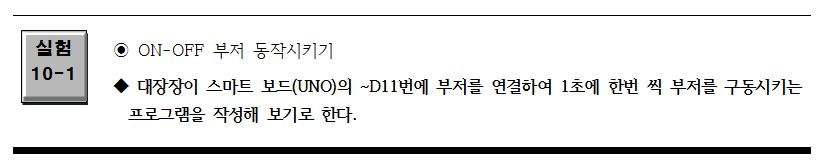 실험
10-1
◉ ON-OFF 부저 동작시키기
◆ 대장장이 스마트 보드(UNO)의 ~D11번에 부저를 연결하여 1초에 한번 씩 부저를 구동시키는
프로그램을 작성해 보기로 한다.